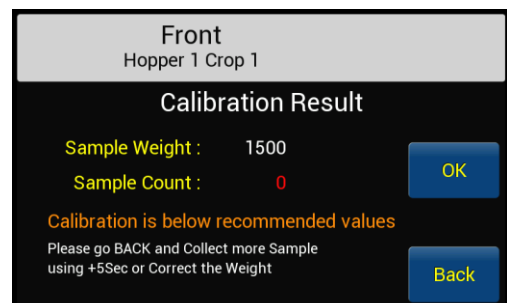 Front
Hopper 1 Crop 1
Calibration Result
Sample Weight : 1500
Sample Count : 0
OK
Calibration is below recommended values
Please go BACK and Collect more Sample
using +5Sec or Correct the Weight
Back